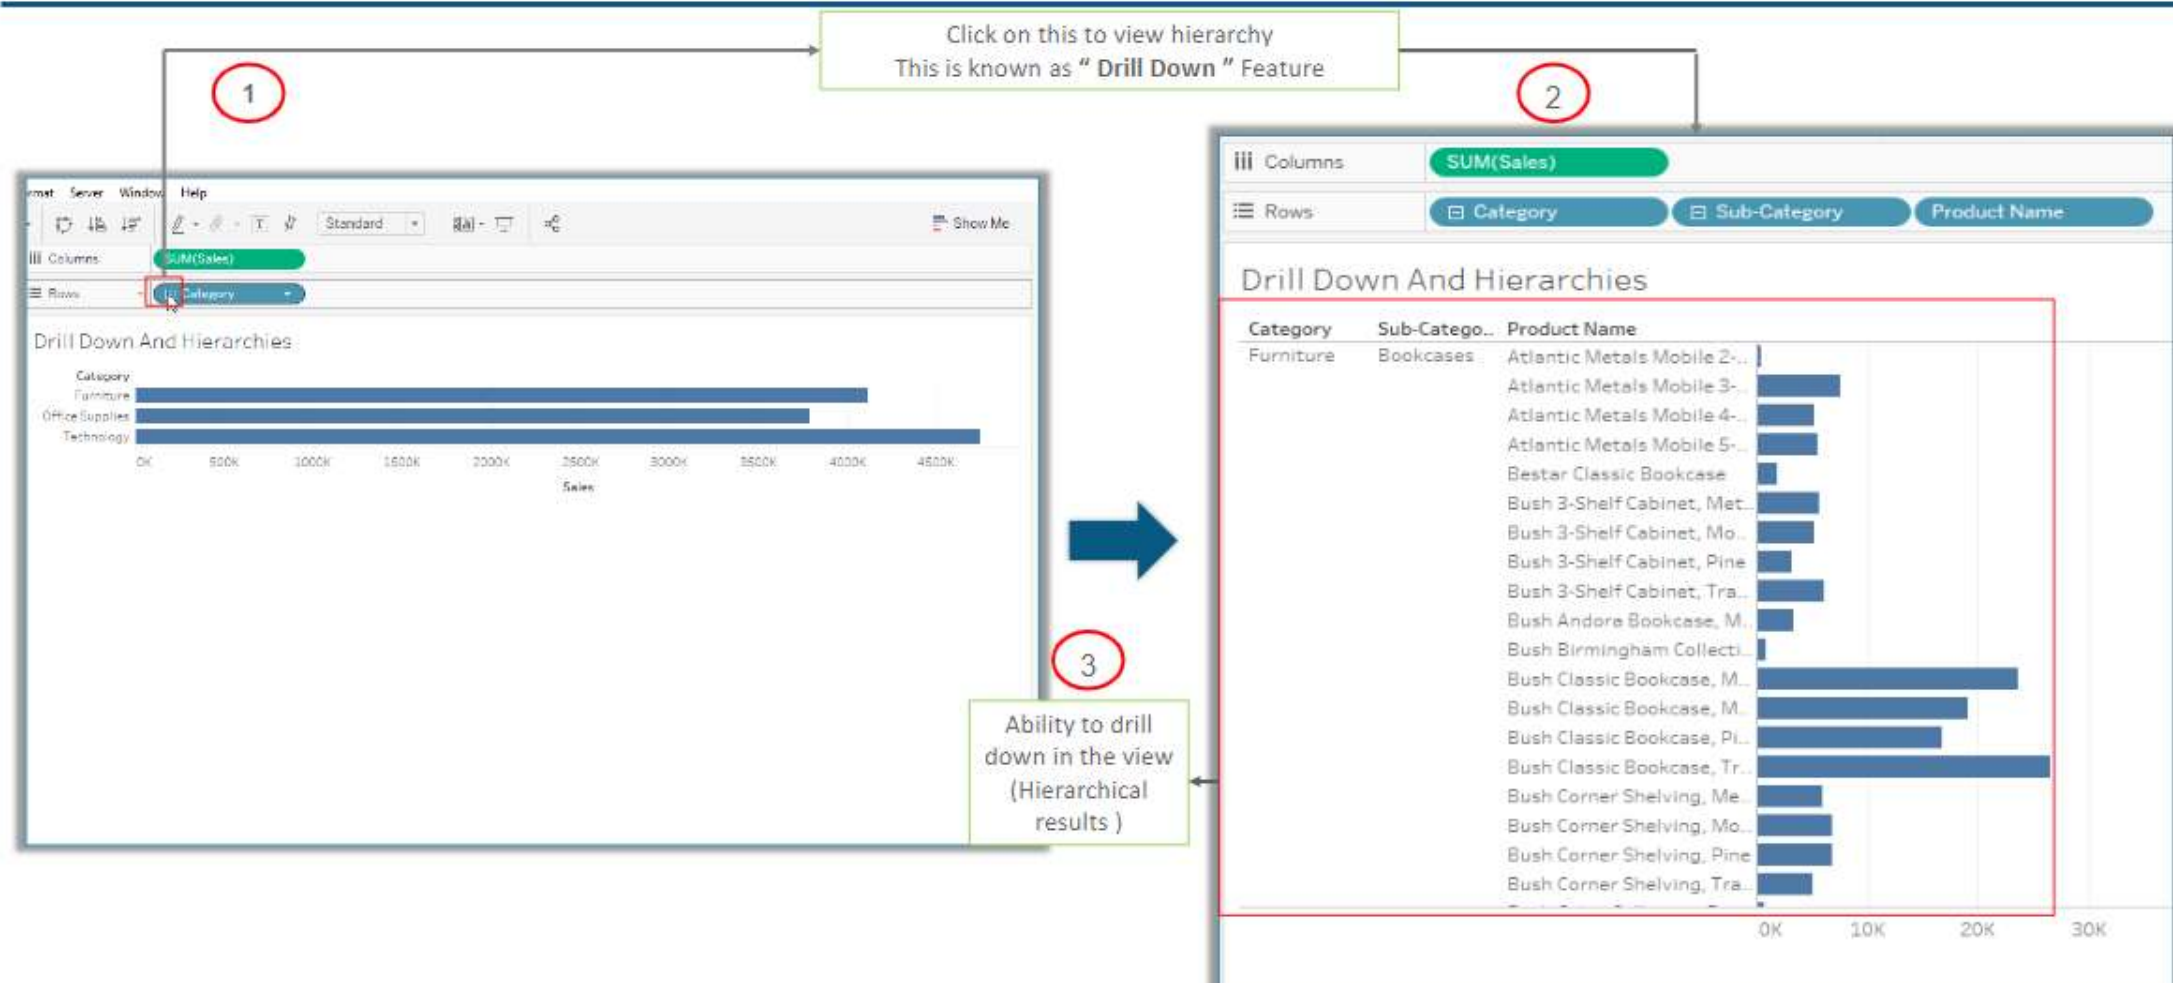 Click on this to view hierarchy
This is known as “ Drill Down ” Feature
1
2
rmat Server Window Help
Standard
Show Me
Columns SUM(Sales)
Rows Category
Drill Down And Hierarchies
Category
Furniture
Office Supplies
Technology
0K 500K 1000K 1500K 2000K 2500K 3000K 3500K 4000K 4500K
Sales
3
Ability to drill
down in the view
(Hierarchical
results )
Columns SUM(Sales)
Rows Category Sub-Category Product Name
Drill Down And Hierarchies
Category Sub-Catego.. Product Name
Furniture Bookcases Atlantic Metals Mobile 2-..
Atlantic Metals Mobile 3-..
Atlantic Metals Mobile 4-..
Atlantic Metals Mobile 5-..
Bestar Classic Bookcase
Bush 3-Shelf Cabinet, Met..
Bush 3-Shelf Cabinet, Mo..
Bush 3-Shelf Cabinet, Pine
Bush 3-Shelf Cabinet, Tra..
Bush Andora Bookcase, M..
Bush Birmingham Collecti..
Bush Classic Bookcase, M..
Bush Classic Bookcase, M..
Bush Classic Bookcase, Pi..
Bush Classic Bookcase, Tr..
Bush Corner Shelving, Me..
Bush Corner Shelving, Mo..
Bush Corner Shelving, Pine
Bush Corner Shelving, Tra..
0K 10K 20K 30K